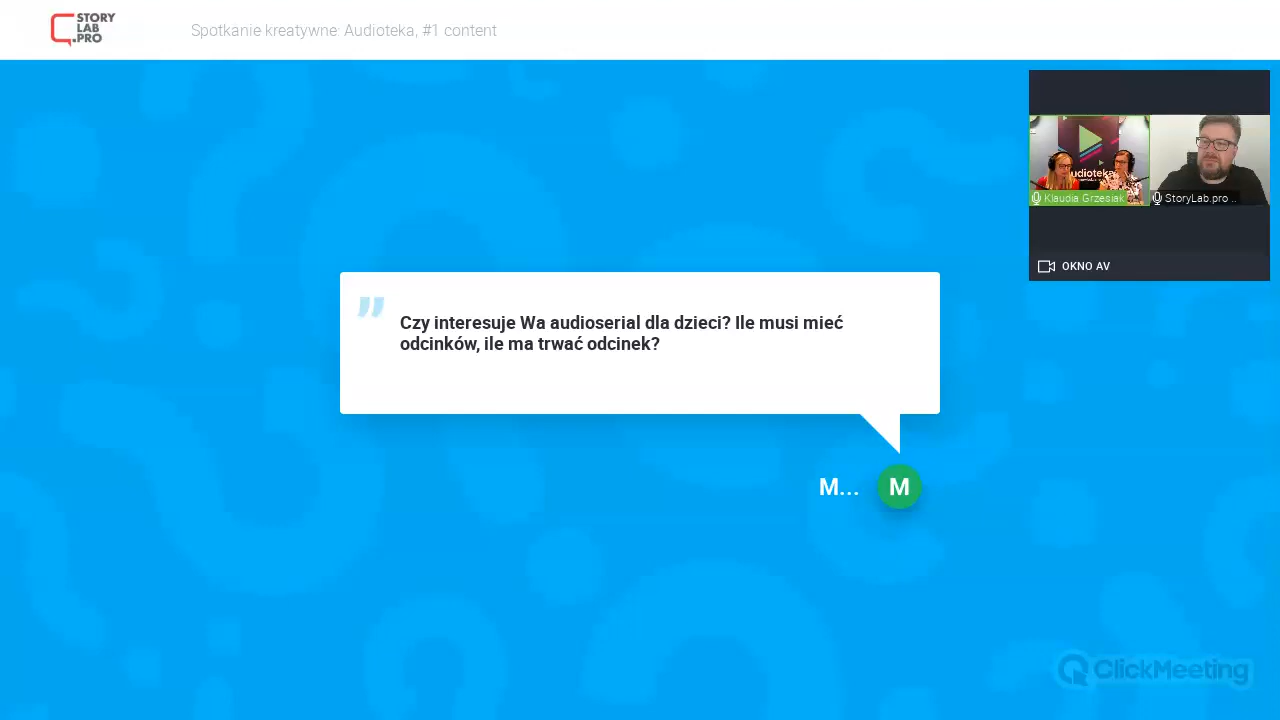 STORY
LAB
.PRO
Spotkanie kreatywne: Audioteka, #1 content
udioteka
Klaudia Grzesiak
StoryLab.pro ..
OKNO AV
Czy interesuje Wa audioserial dla dzieci? Ile musi mieć
odcinków, ile ma trwać odcinek?
M...
M
ClickMeeting